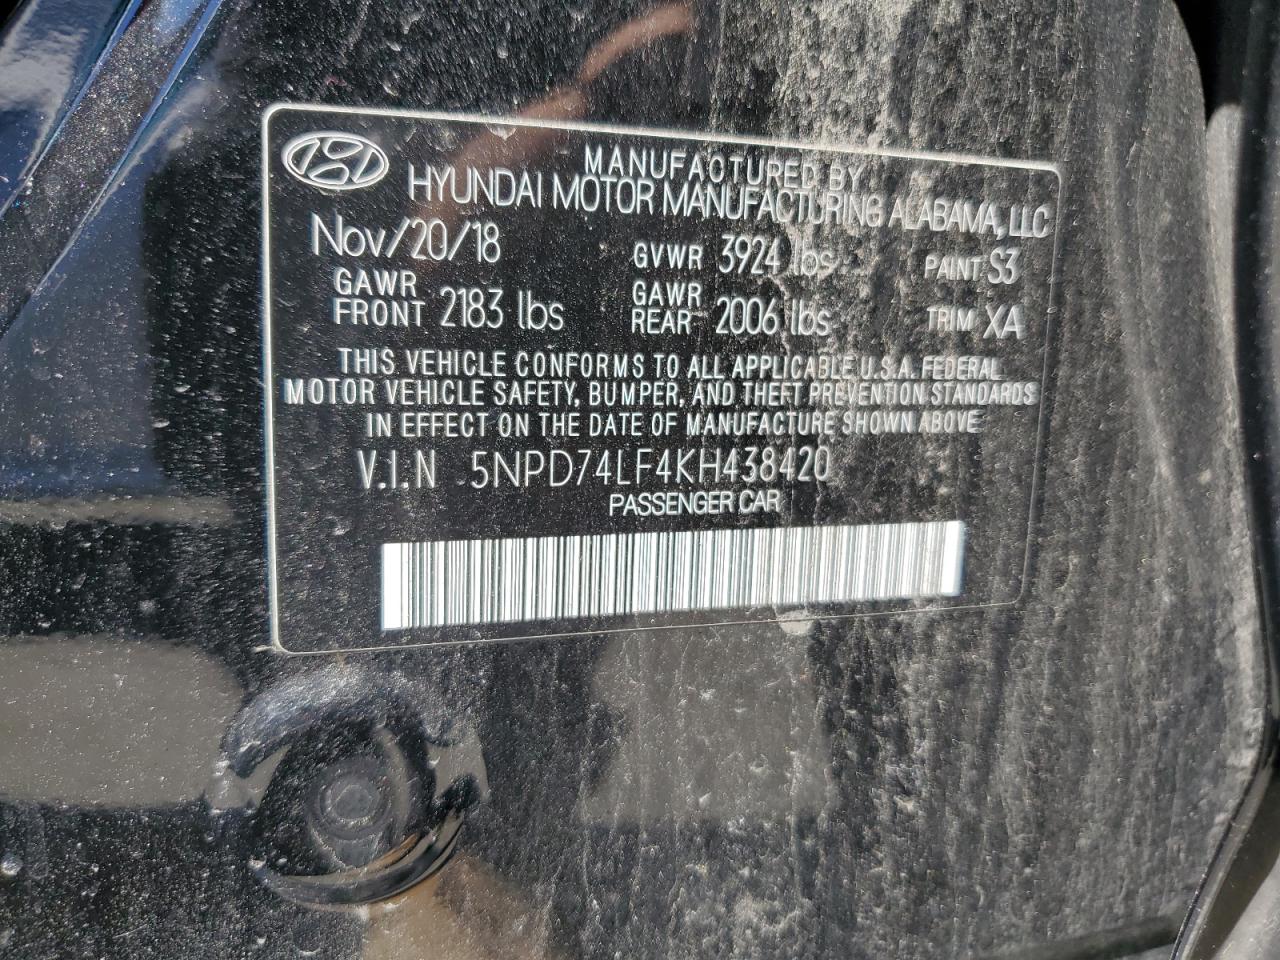 MANUFACTURED BY
HYUNDAI MOTOR MANUFACTURING ALABAMA, LLC
Nov/20/18 GVWR 3924 lbs PAINT S3
GAWR FRONT 2183 lbs GAWR REAR 2006 lbs TRIM XA
THIS VEHICLE CONFORMS TO ALL APPLICABLE U.S.A. FEDERAL
MOTOR VEHICLE SAFETY, BUMPER, AND THEFT PREVENTION STANDARDS
IN EFFECT ON THE DATE OF MANUFACTURE SHOWN ABOVE
V.I.N 5NPD74LF4KH438420
PASSENGER CAR